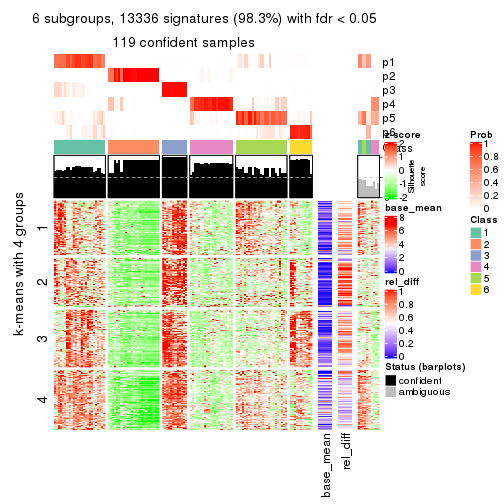 6 subgroups, 13336 signatures (98.3%) with fdr < 0.05
119 confident samples
p1
p2
p3
p4
p5
p6
Class
z-score
2
1
0
-1
-2
Silhouette
score
Prob
1
0.8
0.6
0.4
0.2
0
Class
1
2
3
4
5
6
base_mean
8
6
4
2
0
rel_diff
1
0.8
0.6
0.4
0.2
0
Status (barplots)
confident
ambiguous
k-means with 4 groups
1
2
3
4
base_mean
rel_diff